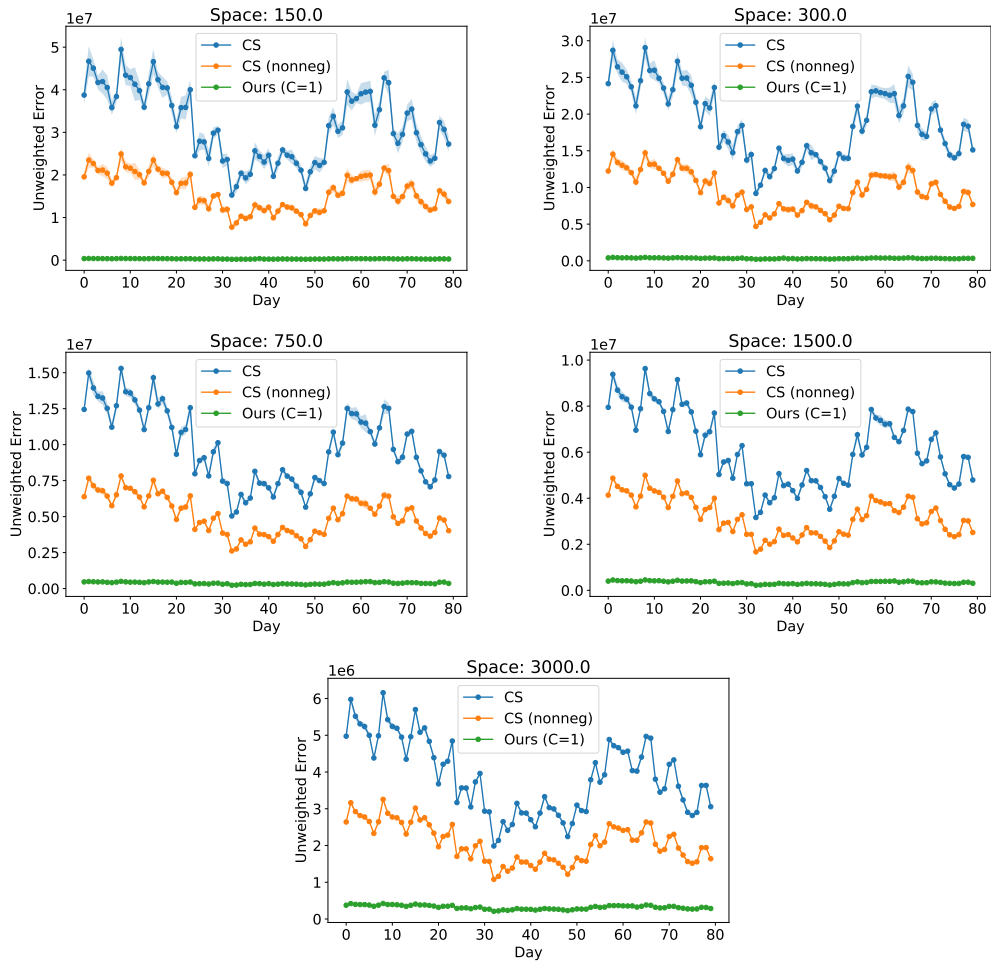 Space: 150.0
1e7
Unweighted Error
5
4
3
2
1
0
CS
CS (nonneg)
Ours (C=1)
0 10 20 30 40 50 60 70 80
Day
Space: 300.0
1e7
Unweighted Error
3.0
2.5
2.0
1.5
1.0
0.5
0.0
CS
CS (nonneg)
Ours (C=1)
0 10 20 30 40 50 60 70 80
Day
Space: 750.0
1e7
Unweighted Error
1.50
1.25
1.00
0.75
0.50
0.25
0.00
CS
CS (nonneg)
Ours (C=1)
0 10 20 30 40 50 60 70 80
Day
Space: 1500.0
1e7
Unweighted Error
1.0
0.8
0.6
0.4
0.2
0.0
CS
CS (nonneg)
Ours (C=1)
0 10 20 30 40 50 60 70 80
Day
Space: 3000.0
1e6
Unweighted Error
6
5
4
3
2
1
0
CS
CS (nonneg)
Ours (C=1)
0 10 20 30 40 50 60 70 80
Day